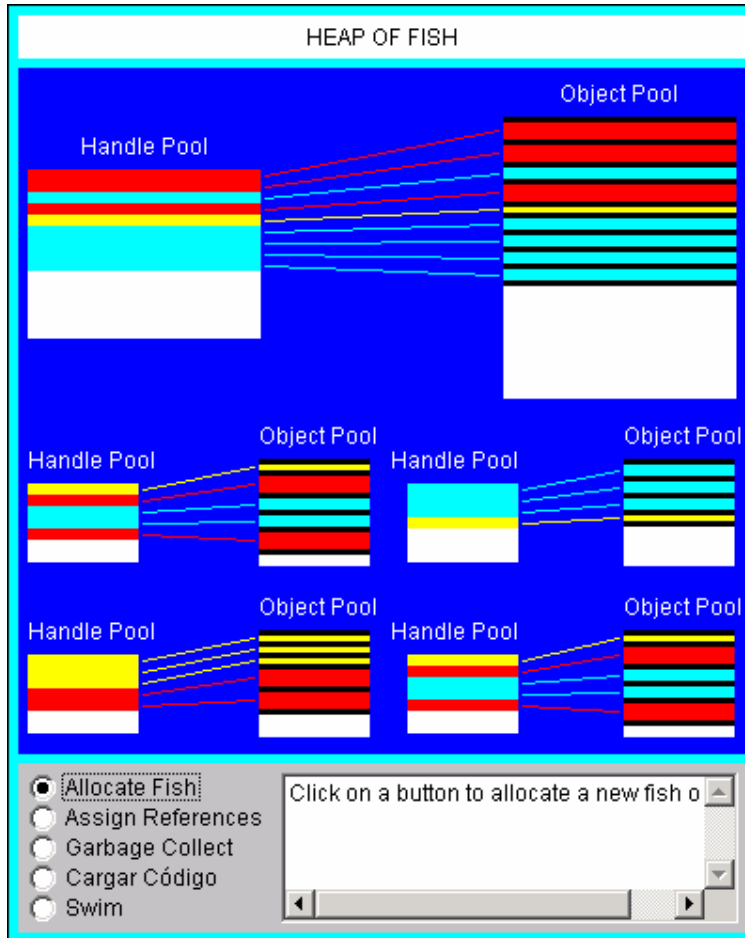 HEAP OF FISH
Object Pool
Handle Pool
Object Pool
Object Pool
Handle Pool
Handle Pool
Object Pool
Object Pool
Handle Pool
Handle Pool
Allocate Fish
Assign References
Garbage Collect
Cargar Código
Swim
Click on a button to allocate a new fish o